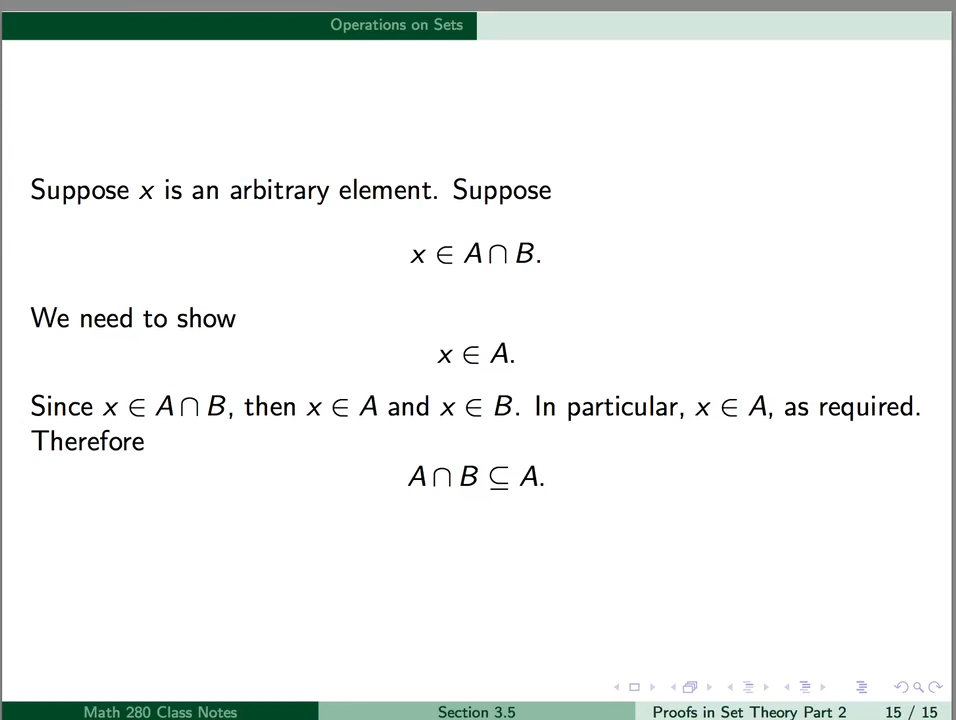 Operations on Sets
Suppose x is an arbitrary element. Suppose
x ∈ A ∩ B.
We need to show
x ∈ A.
Since x ∈ A ∩ B, then x ∈ A and x ∈ B. In particular, x ∈ A, as required.
Therefore
A ∩ B ⊆ A.
Math 280 Class Notes Section 3.5 Proofs in Set Theory Part 2 15 / 15